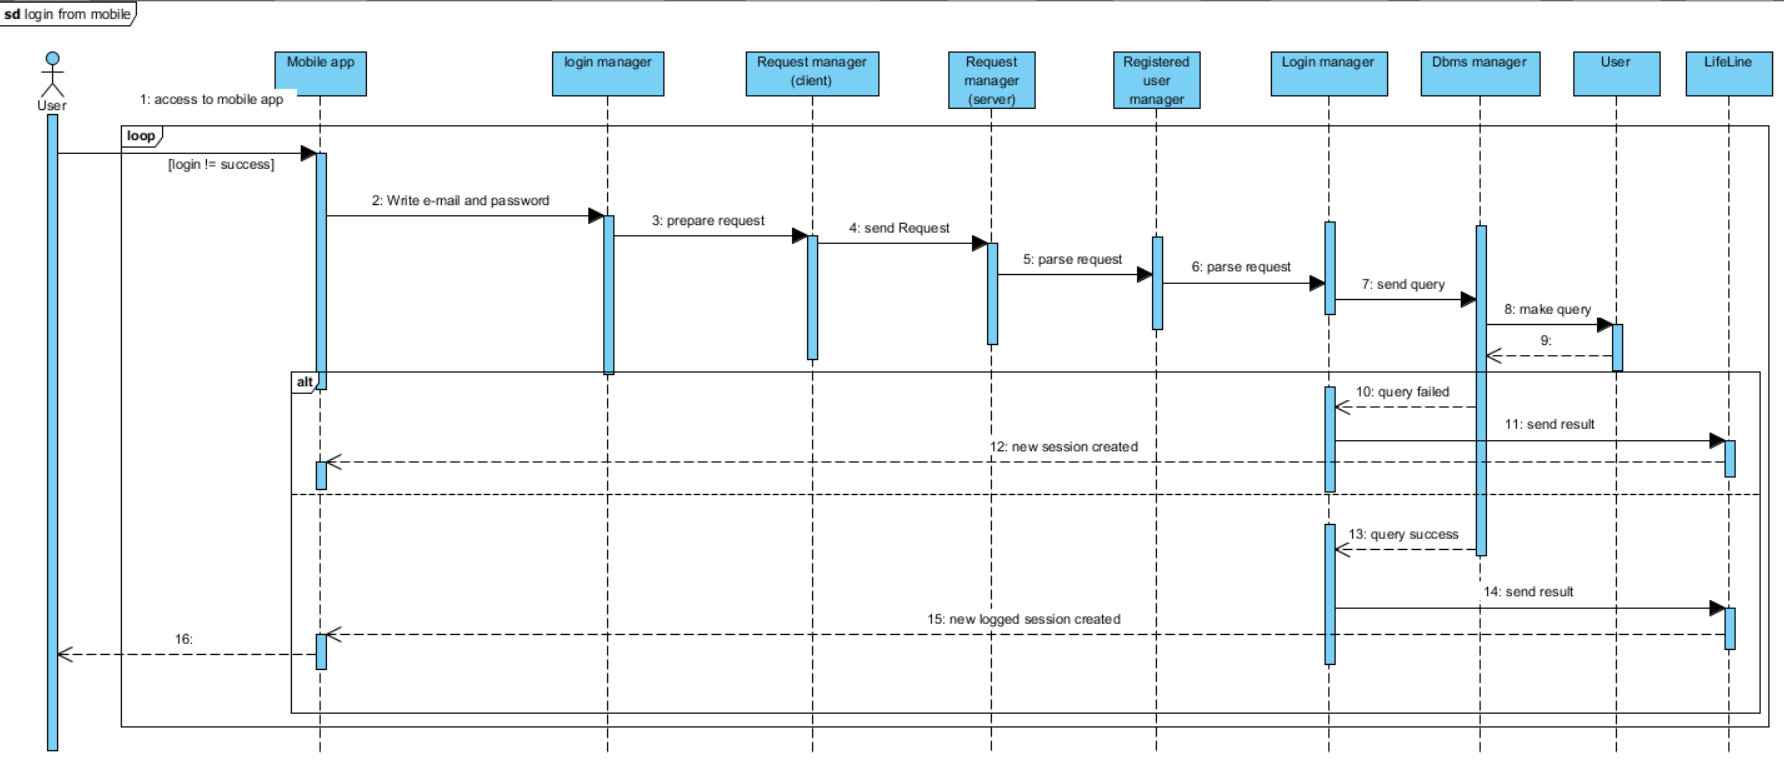 sd login from mobile
User
Mobile app
login manager
Request manager
(client)
Request
manager
(server)
Registered
user
manager
Login manager
Dbms manager
User
LifeLine
1: access to mobile app
loop
[login != success]
2: Write e-mail and password
3: prepare request
4: send Request
5: parse request
6: parse request
7: send query
8: make query
9:
alt
10: query failed
11: send result
12: new session created
13: query success
14: send result
15: new logged session created
16: